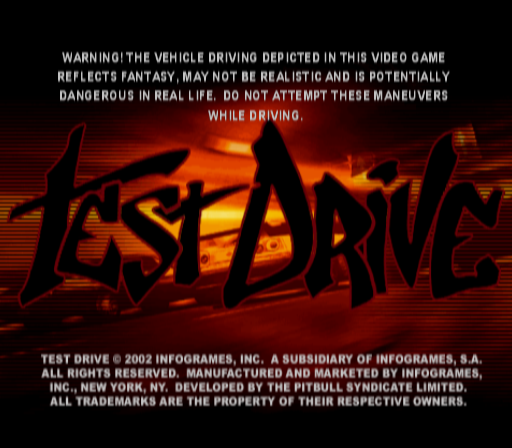 WARNING! THE VEHICLE DRIVING DEPICTED IN THIS VIDEO GAME
REFLECTS FANTASY, MAY NOT BE REALISTIC AND IS POTENTIALLY
DANGEROUS IN REAL LIFE. DO NOT ATTEMPT THESE MANEUVERS
WHILE DRIVING.
TEST DRIVE
TEST DRIVE © 2002 INFOGRAMES, INC. A SUBSIDIARY OF INFOGRAMES, S.A.
ALL RIGHTS RESERVED. MANUFACTURED AND MARKETED BY INFOGRAMES,
INC., NEW YORK, NY. DEVELOPED BY THE PITBULL SYNDICATE LIMITED.
ALL TRADEMARKS ARE THE PROPERTY OF THEIR RESPECTIVE OWNERS.